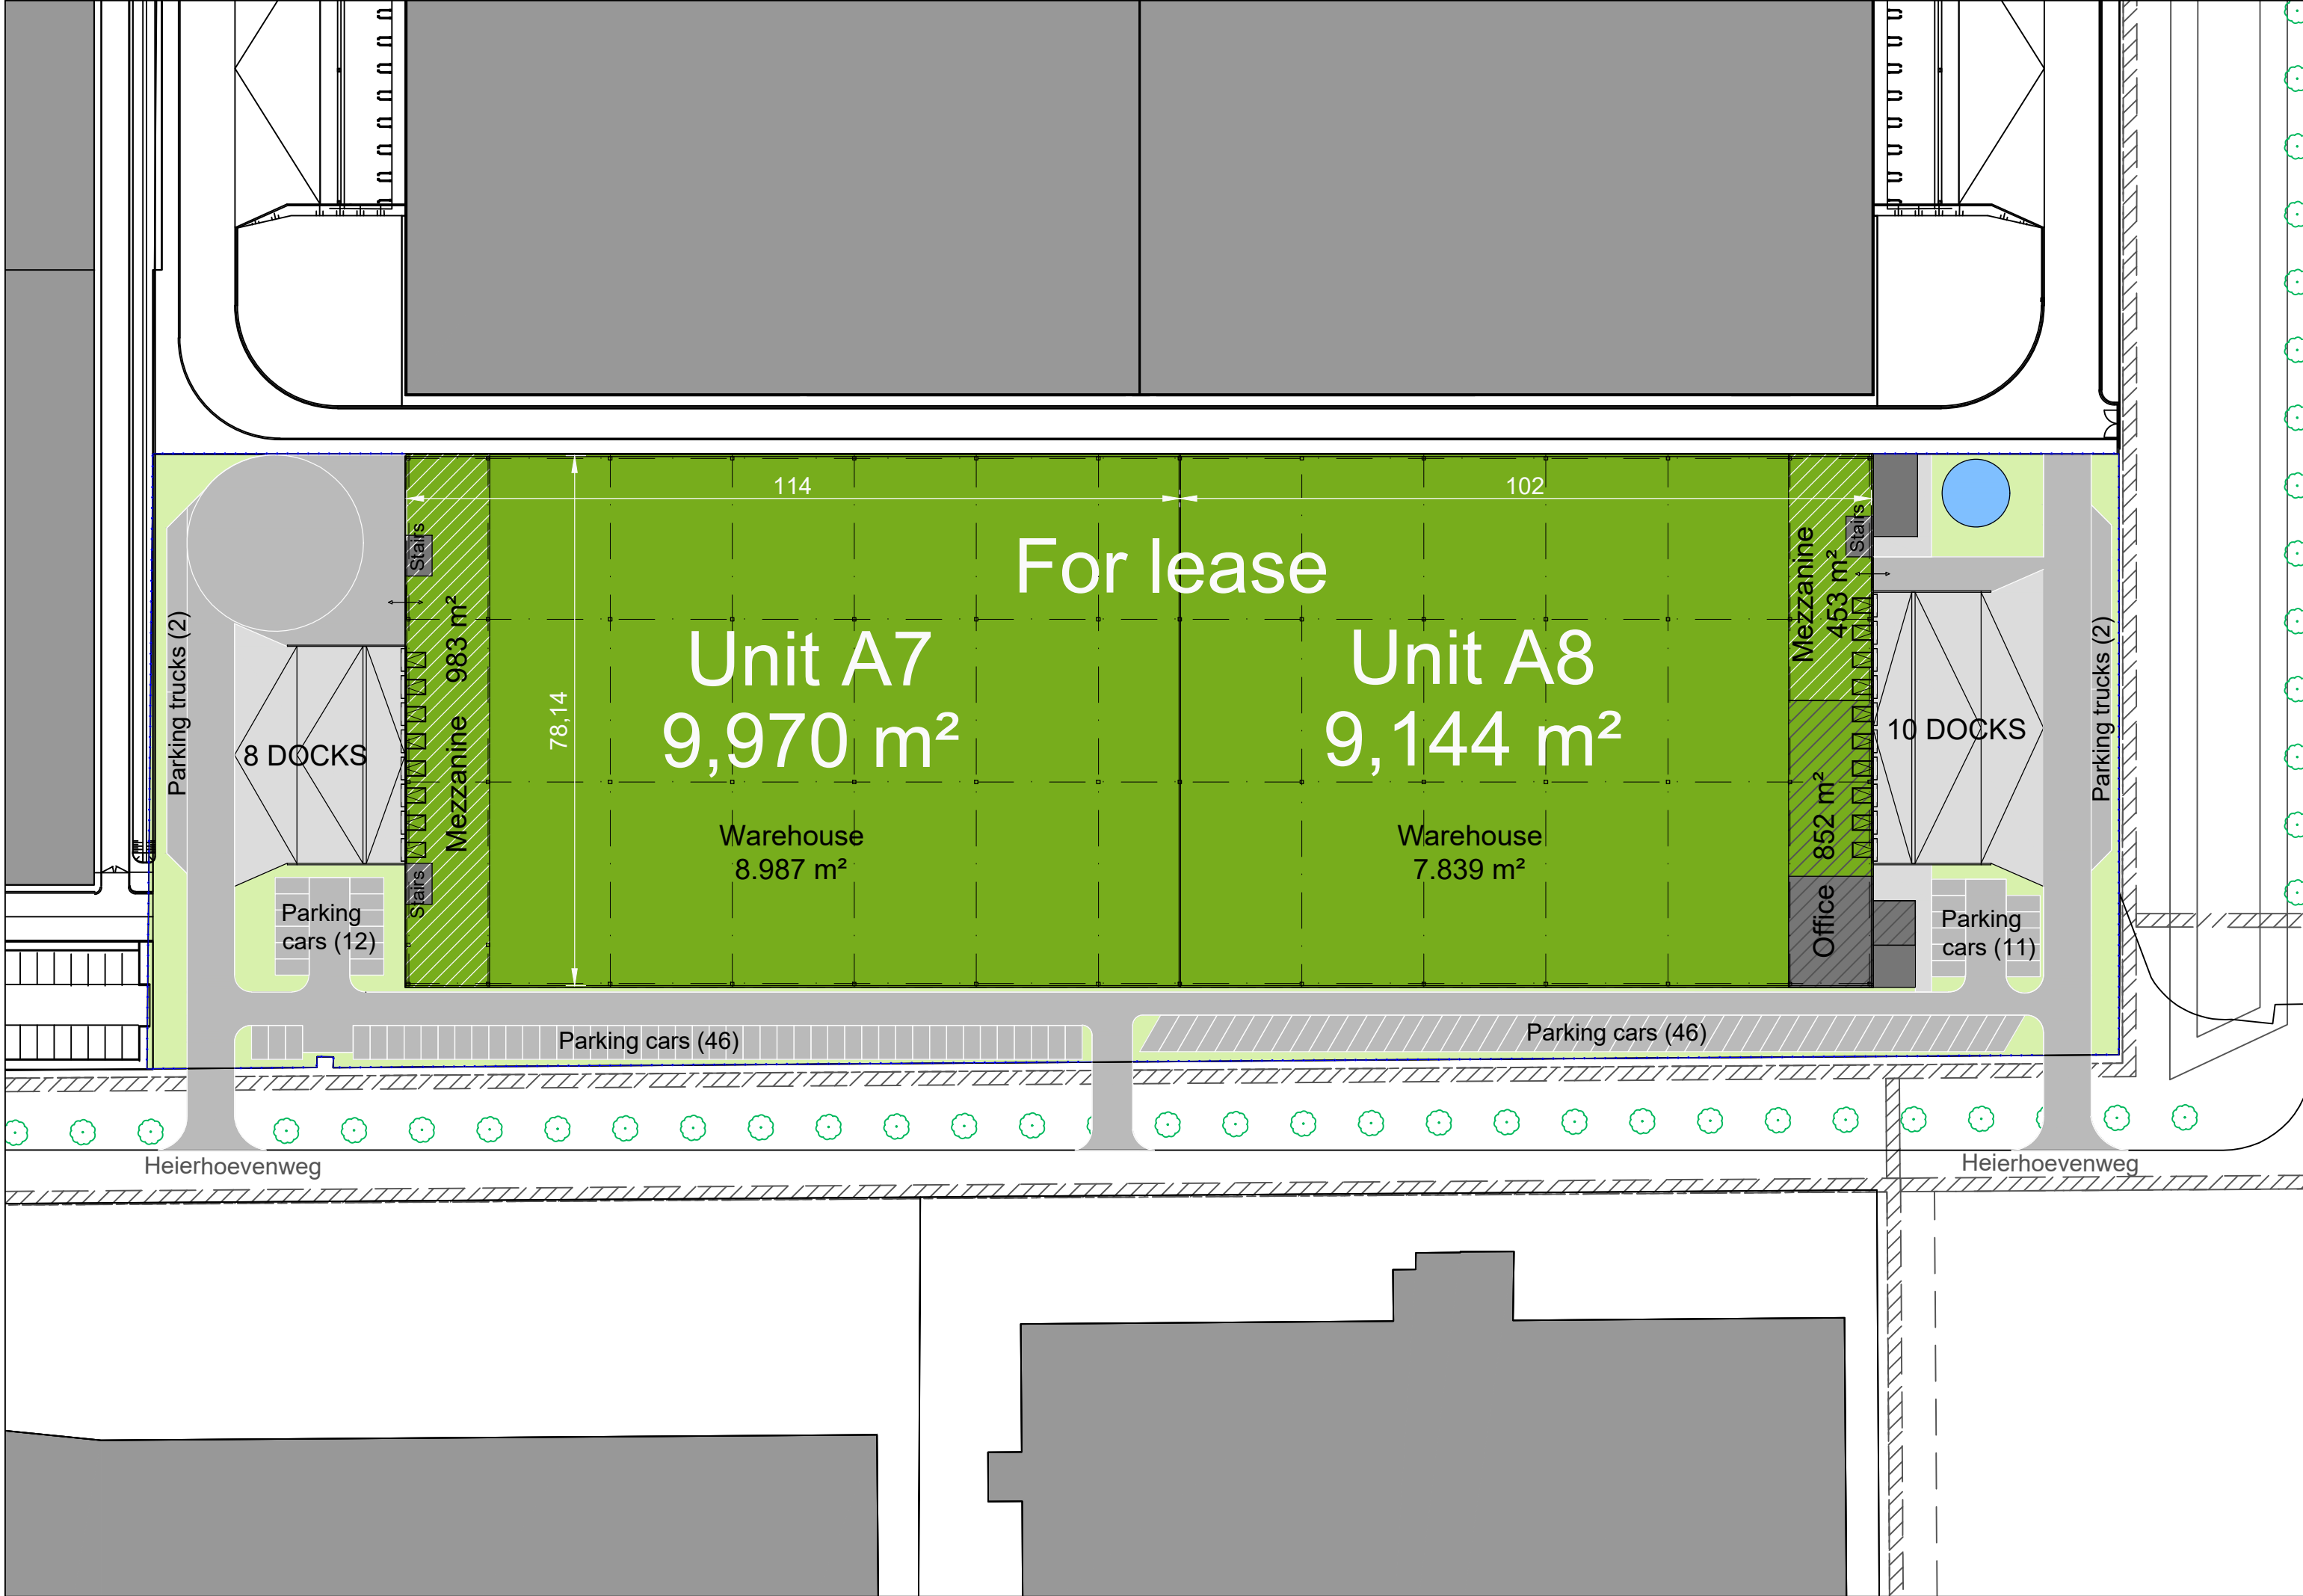 114
102
For lease
Stairs
Stairs
Mezzanine
453 m²
Mezzanine 983 m²
Unit A7
9,970 m²
Unit A8
9,144 m²
78,14
Parking trucks (2)
Parking trucks (2)
8 DOCKS
10 DOCKS
Warehouse
8.987 m²
Warehouse
7.839 m²
Office 852 m²
Stairs
Parking
cars (12)
Parking
cars (11)
Parking cars (46)
Parking cars (46)
Heierhoevenweg
Heierhoevenweg